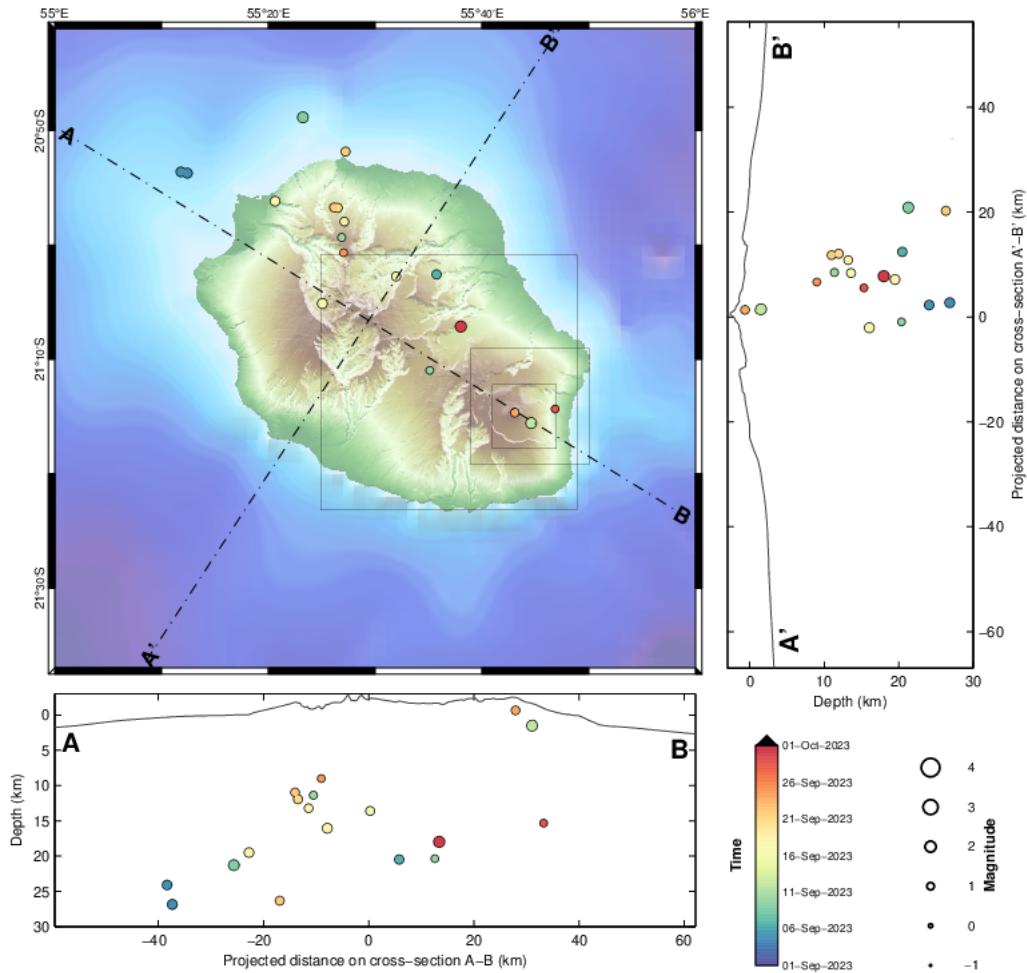 55°E 55°20'E 55°40'E 56°E
20°50'S
21°10'S
21°30'S
A
B'
A'
B
B'
A'
40
20
0
−20
−40
−60
Projected distance on cross−section A'−B' (km)
0 10 20 30
Depth (km)
A
B
0
5
10
15
20
25
30
Depth (km)
−40 −20 0 20 40 60
Projected distance on cross−section A−B (km)
Time
01−Oct−2023
26−Sep−2023
21−Sep−2023
16−Sep−2023
11−Sep−2023
06−Sep−2023
01−Sep−2023
4
3
2
1
0
−1
Magnitude